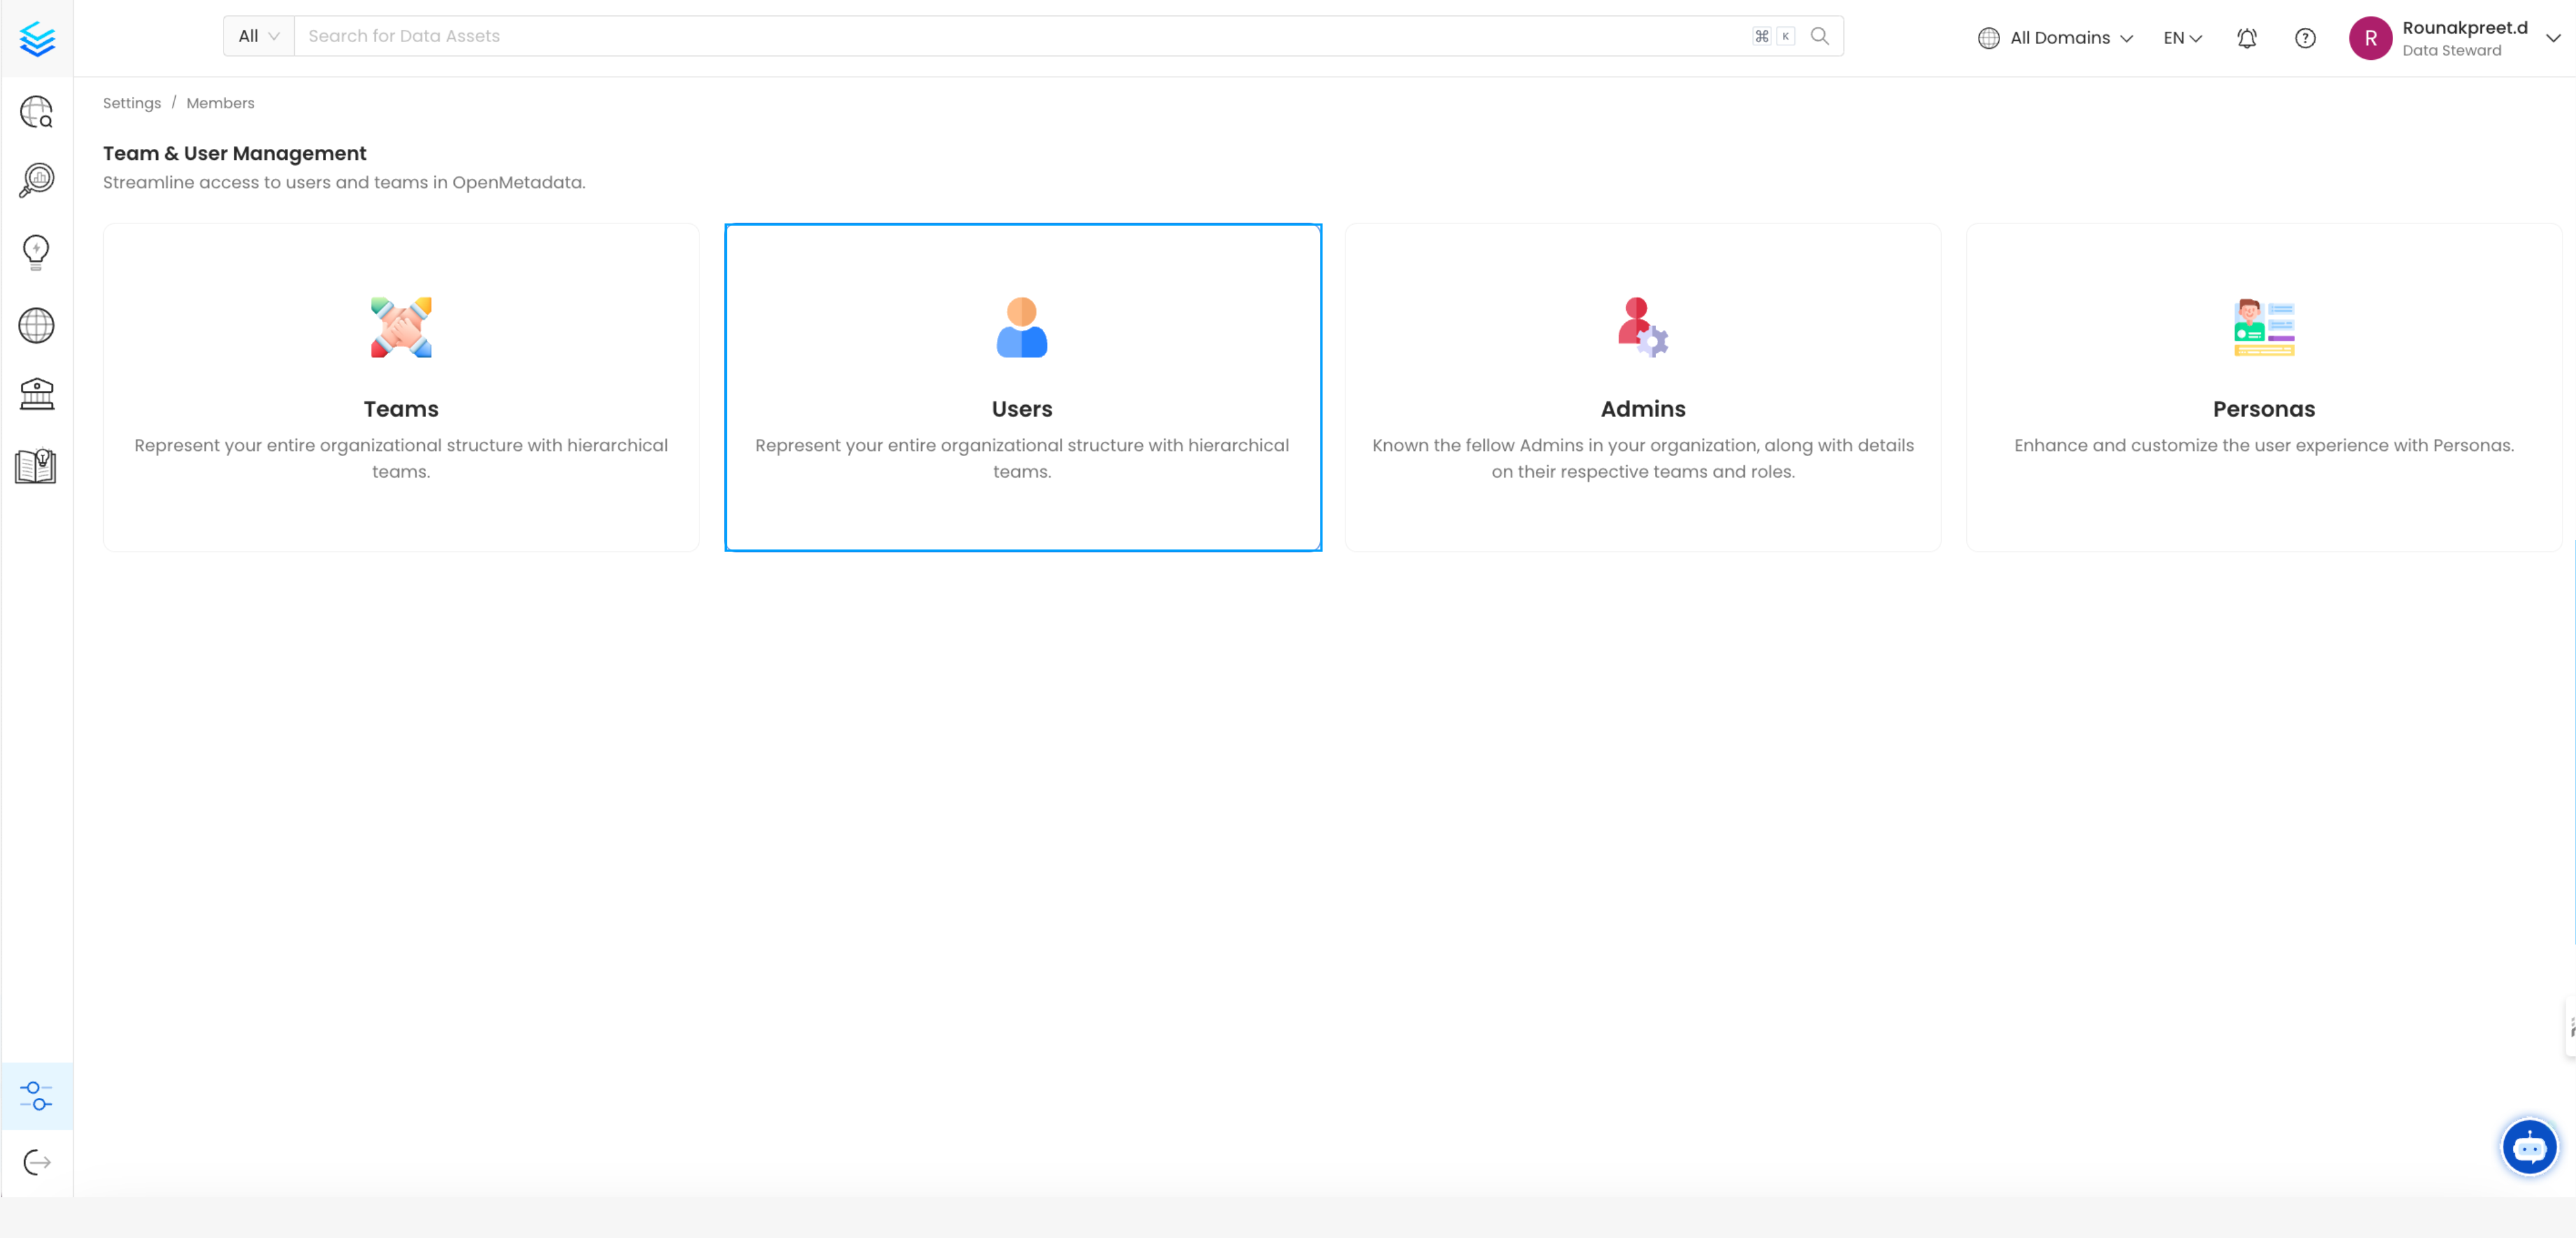 All
Search for Data Assets
⌘ K
All Domains
EN
R
Rounakpreet.d
Data Steward
Settings / Members
Team & User Management
Streamline access to users and teams in OpenMetadata.
Teams
Represent your entire organizational structure with hierarchical
teams.
Users
Represent your entire organizational structure with hierarchical
teams.
Admins
Known the fellow Admins in your organization, along with details
on their respective teams and roles.
Personas
Enhance and customize the user experience with Personas.